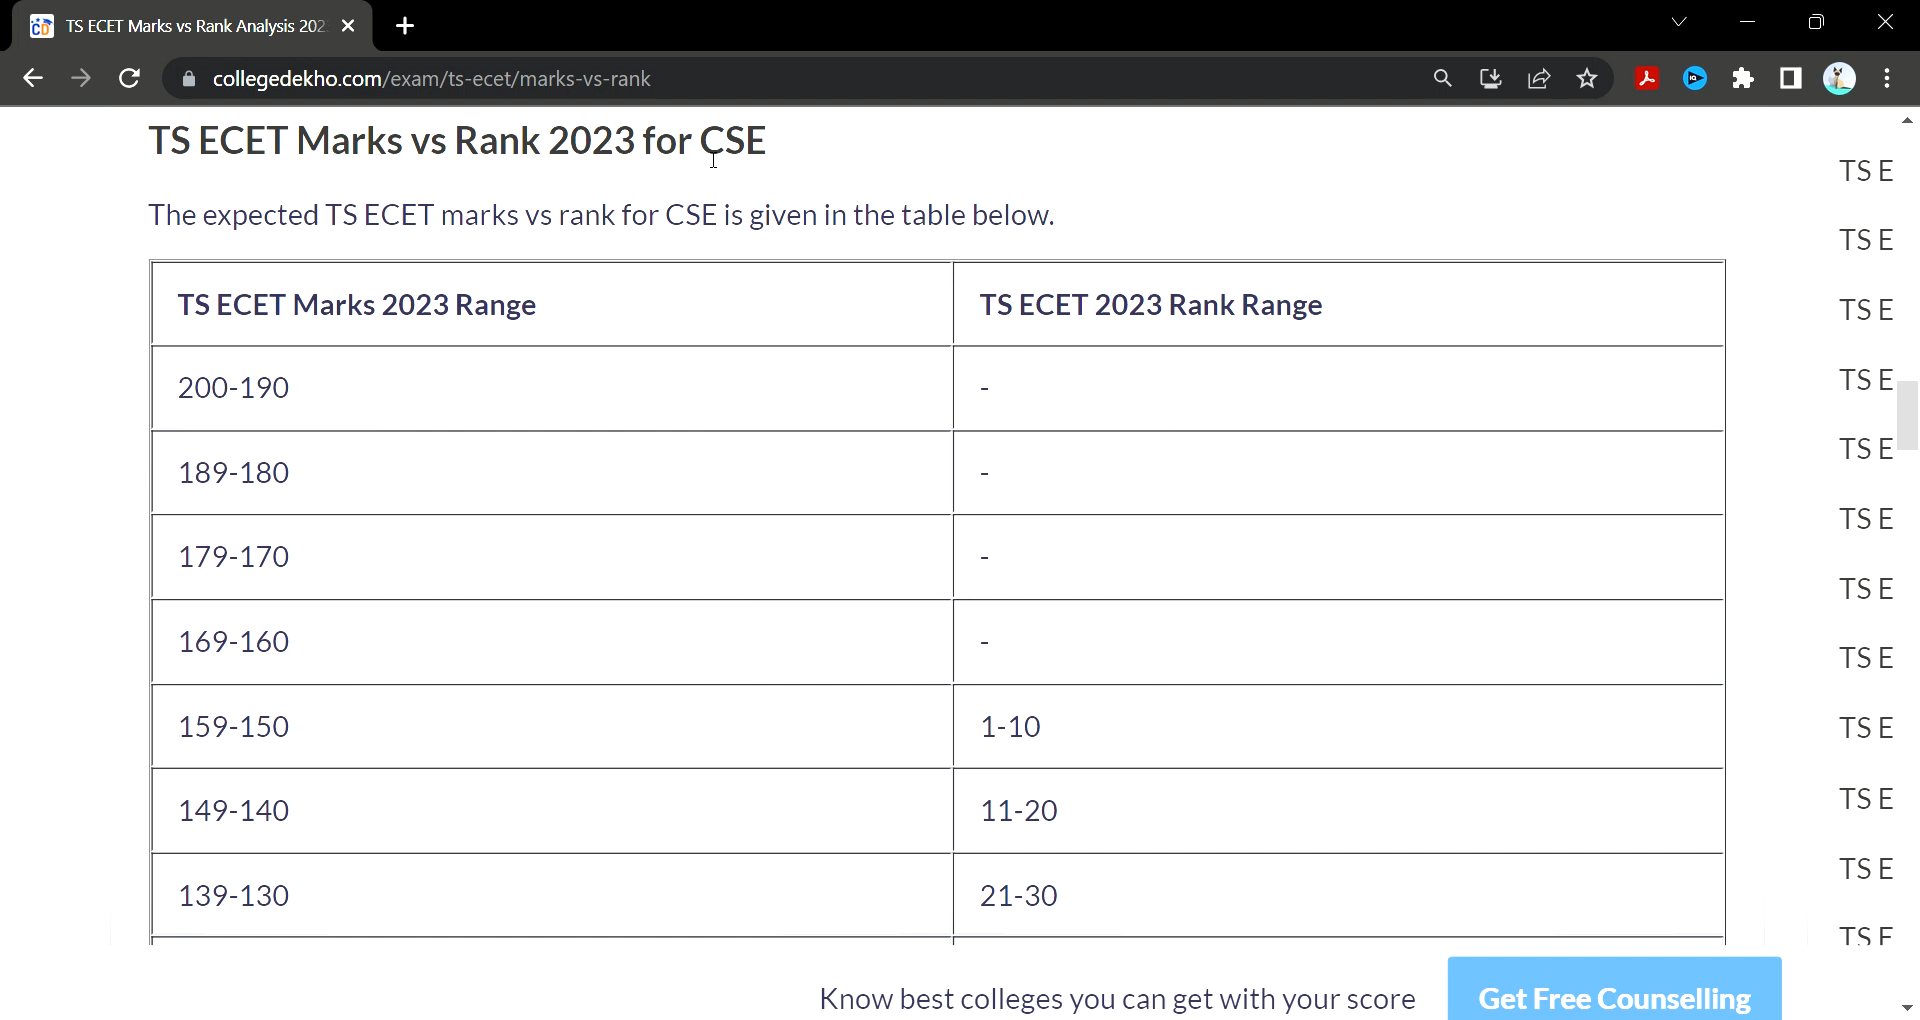 TS ECET Marks vs Rank Analysis 202
collegedekho.com/exam/ts-ecet/marks-vs-rank
TS ECET Marks vs Rank 2023 for CSE
The expected TS ECET marks vs rank for CSE is given in the table below.
TS ECET Marks 2023 Range TS ECET 2023 Rank Range
200-190 -
189-180 -
179-170 -
169-160 -
159-150 1-10
149-140 11-20
139-130 21-30
TS E
TS E
TS E
TS E
TS E
TS E
TS E
TS E
TS E
TS E
TS E
TS E
Know best colleges you can get with your score
Get Free Counselling